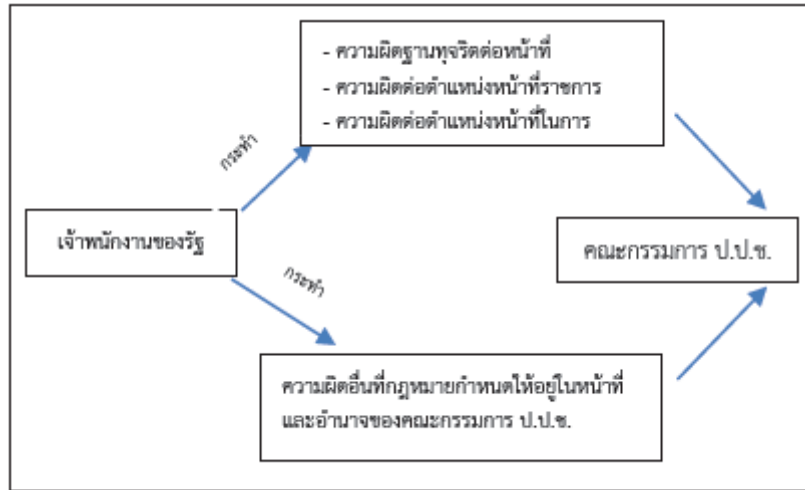 - ความผิดฐานทุจริตต่อหน้าที่
- ความผิดต่อตำแหน่งหน้าที่ราชการ
- ความผิดต่อตำแหน่งหน้าที่ในการ
กระทำ
เจ้าพนักงานของรัฐ
คณะกรรมการ ป.ป.ช.
กระทำ
ความผิดอื่นที่กฎหมายกำหนดให้อยู่ในหน้าที่
และอำนาจของคณะกรรมการ ป.ป.ช.